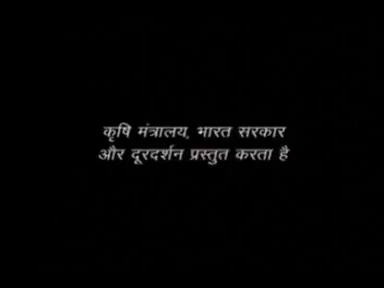 कृषि मंत्रालय, भारत सरकार
और दूरदर्शन प्रस्तुत करता है